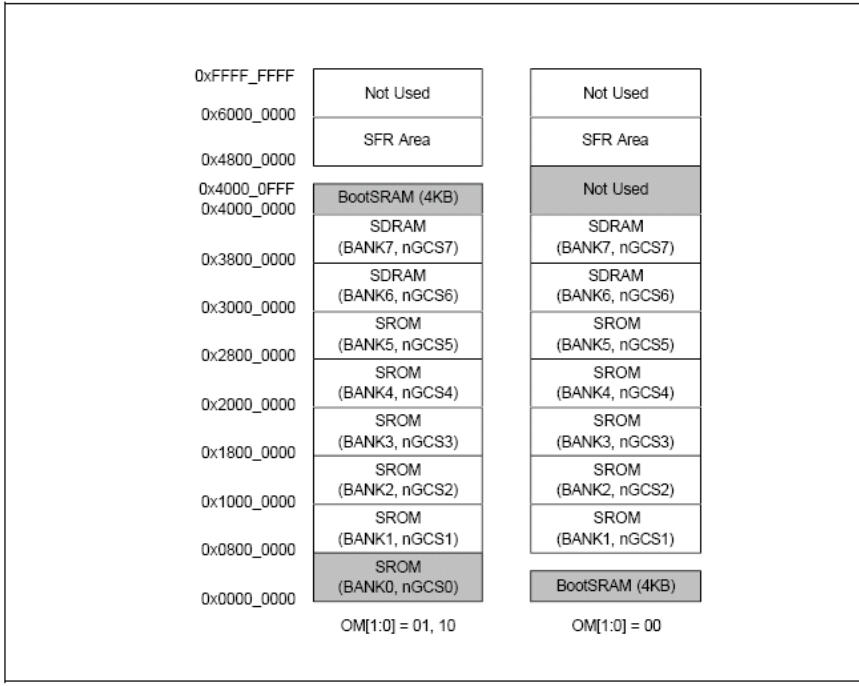 0xFFFF_FFFF
Not Used
Not Used
0x6000_0000
SFR Area
SFR Area
0x4800_0000
0x4000_0FFF
BootSRAM (4KB)
Not Used
0x4000_0000
SDRAM
(BANK7, nGCS7)
SDRAM
(BANK7, nGCS7)
0x3800_0000
SDRAM
(BANK6, nGCS6)
SDRAM
(BANK6, nGCS6)
0x3000_0000
SROM
(BANK5, nGCS5)
SROM
(BANK5, nGCS5)
0x2800_0000
SROM
(BANK4, nGCS4)
SROM
(BANK4, nGCS4)
0x2000_0000
SROM
(BANK3, nGCS3)
SROM
(BANK3, nGCS3)
0x1800_0000
SROM
(BANK2, nGCS2)
SROM
(BANK2, nGCS2)
0x1000_0000
SROM
(BANK1, nGCS1)
SROM
(BANK1, nGCS1)
0x0800_0000
SROM
(BANK0, nGCS0)
BootSRAM (4KB)
0x0000_0000
OM[1:0] = 01, 10
OM[1:0] = 00